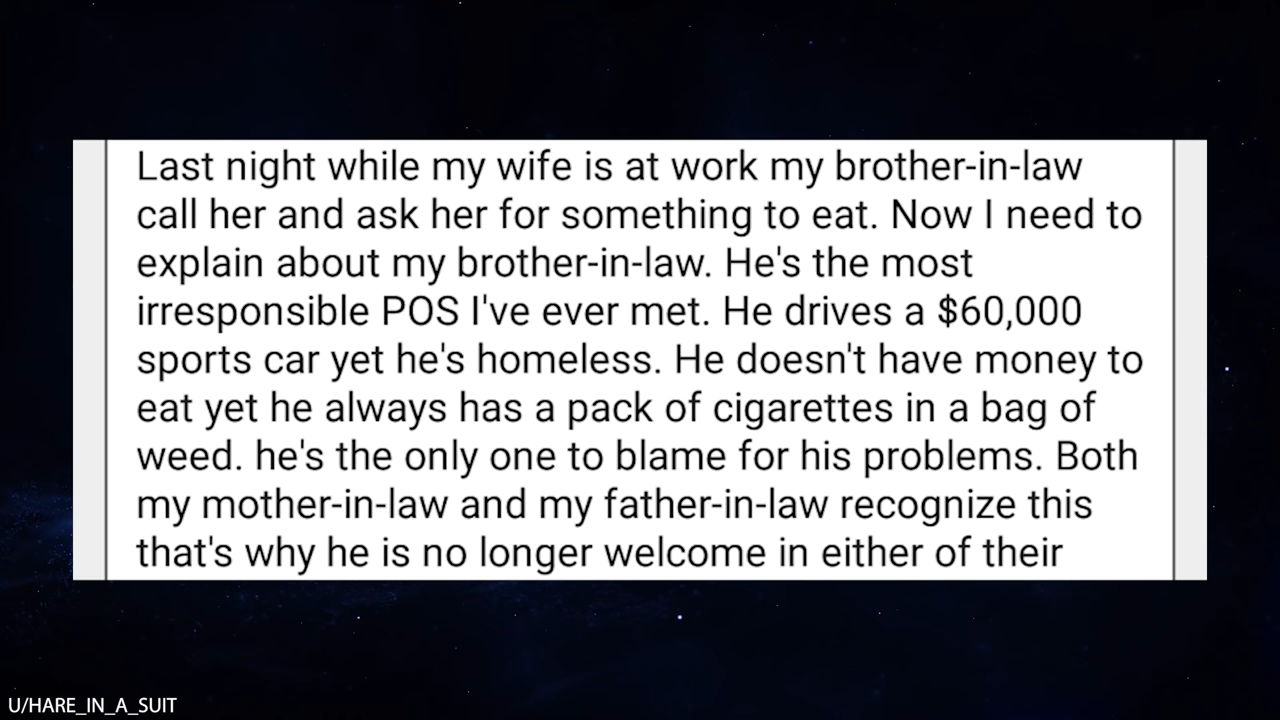 Last night while my wife is at work my brother-in-law
call her and ask her for something to eat. Now I need to
explain about my brother-in-law. He's the most
irresponsible POS I've ever met. He drives a $60,000
sports car yet he's homeless. He doesn't have money to
eat yet he always has a pack of cigarettes in a bag of
weed. he's the only one to blame for his problems. Both
my mother-in-law and my father-in-law recognize this
that's why he is no longer welcome in either of their
U/HARE_IN_A_SUIT